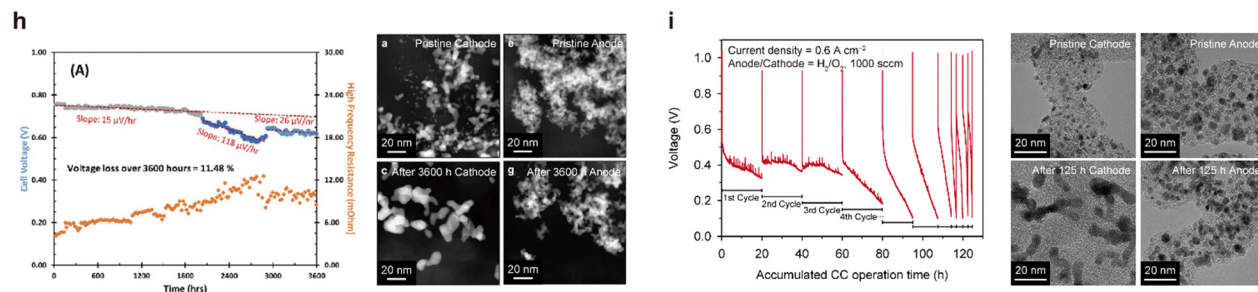 h
(A)
1.00
0.80
0.60
0.40
0.20
0.00
Cell Voltage (V)
30.00
24.00
18.00
12.00
6.00
0.00
High Frequency Resistance (mOhm)
Slope: 15 µV/hr
Slope: 118 µV/hr
Slope: 26 µV/hr
Voltage loss over 3600 hours = 11.48 %
0 600 1200 1800 2400 3000 3600
Time (hrs)
a Pristine Cathode
20 nm
e Pristine Anode
20 nm
c After 3600 h Cathode
20 nm
g After 3600 h Anode
20 nm
i
Current density = 0.6 A cm⁻²
Anode/Cathode = H₂/O₂, 1000 sccm
1.0
0.8
0.6
0.4
0.2
0.0
Voltage (V)
1st Cycle
2nd Cycle
3rd Cycle
4th Cycle···
0 20 40 60 80 100 120
Accumulated CC operation time (h)
Pristine Cathode
20 nm
Pristine Anode
20 nm
After 125 h Cathode
20 nm
After 125 h Anode
20 nm